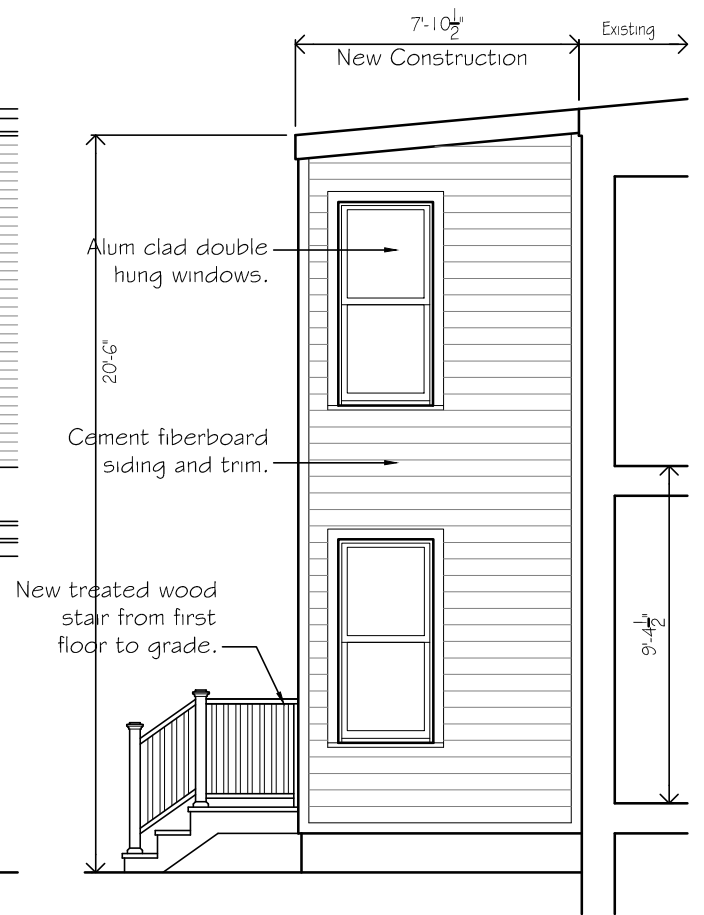 7'-10½"
Existing
New Construction
Alum clad double
hung windows.
20'-6"
Cement fiberboard
siding and trim.
New treated wood
stair from first
floor to grade.
9'-4½"